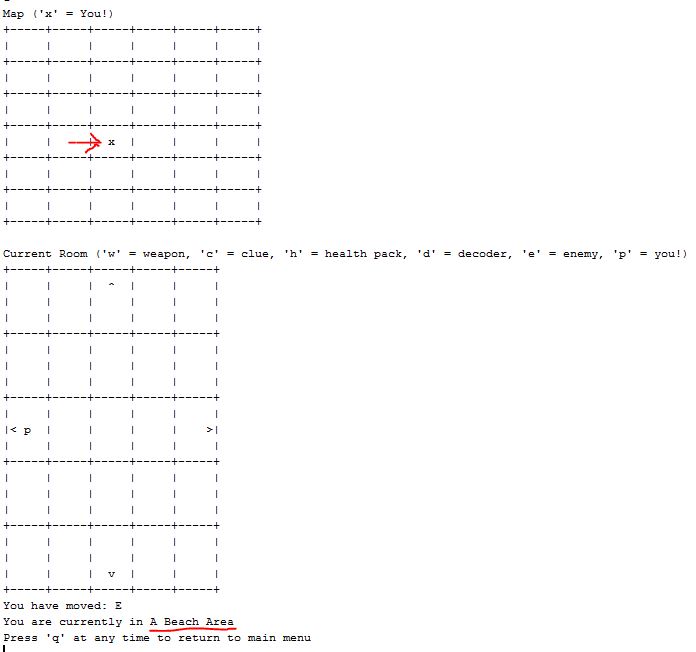 Map ('x' = You!)
x
Current Room ('w' = weapon, 'c' = clue, 'h' = health pack, 'd' = decoder, 'e' = enemy, 'p' = you!)
^
< p >
v
You have moved: E
You are currently in A Beach Area
Press 'q' at any time to return to main menu